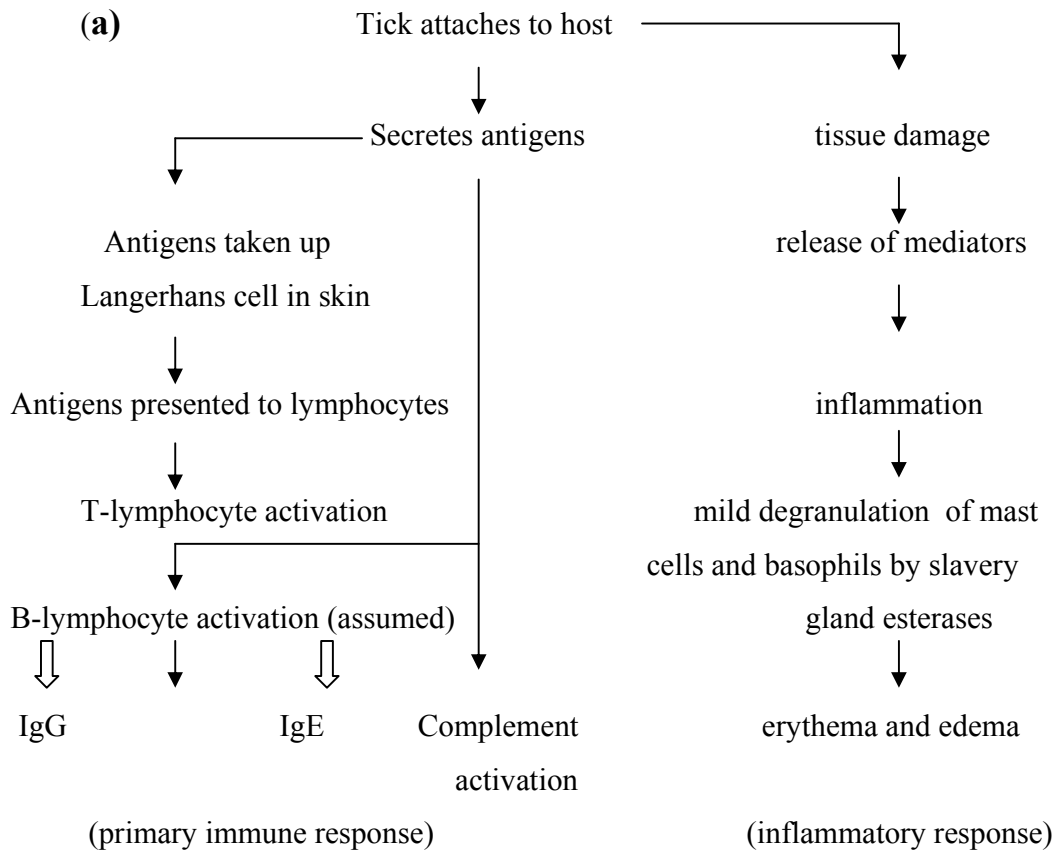 (a) Tick attaches to host
Secretes antigens tissue damage
Antigens taken up release of mediators
Langerhans cell in skin
Antigens presented to lymphocytes inflammation
T-lymphocyte activation mild degranulation of mast
cells and basophils by slavery
B-lymphocyte activation (assumed) gland esterases
IgG IgE Complement erythema and edema
activation
(primary immune response) (inflammatory response)